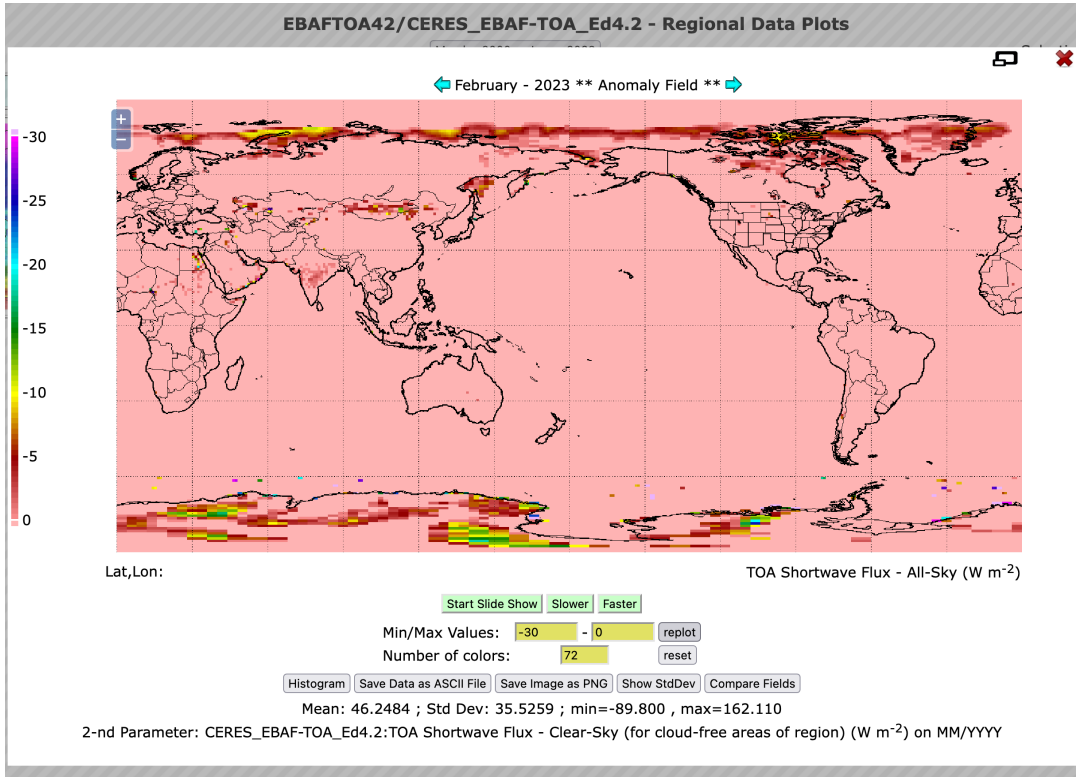 EBAFTOA42/CERES_EBAF-TOA_Ed4.2 - Regional Data Plots
February - 2023 ** Anomaly Field **
+
−
-30
-25
-20
-15
-10
-5
0
Lat,Lon:
TOA Shortwave Flux - All-Sky (W m-2)
Start Slide Show Slower Faster
Min/Max Values: -30 - 0 replot
Number of colors: 72 reset
Histogram Save Data as ASCII File Save Image as PNG Show StdDev Compare Fields
Mean: 46.2484 ; Std Dev: 35.5259 ; min=-89.800 , max=162.110
2-nd Parameter: CERES_EBAF-TOA_Ed4.2:TOA Shortwave Flux - Clear-Sky (for cloud-free areas of region) (W m-2) on MM/YYYY